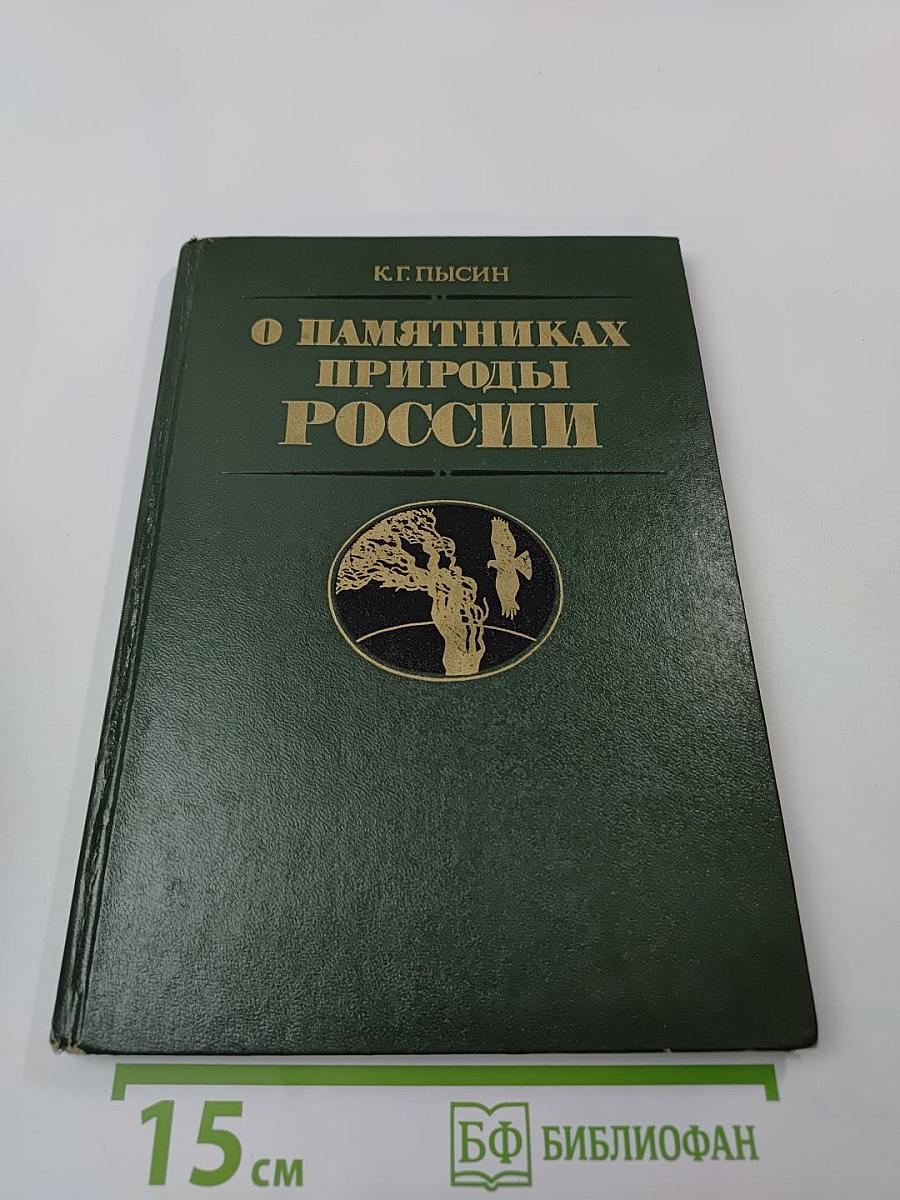 К. Г. ПЫСИН
О ПАМЯТНИКАХ
ПРИРОДЫ
РОССИИ
15 см
БФ БИБЛИОФАН